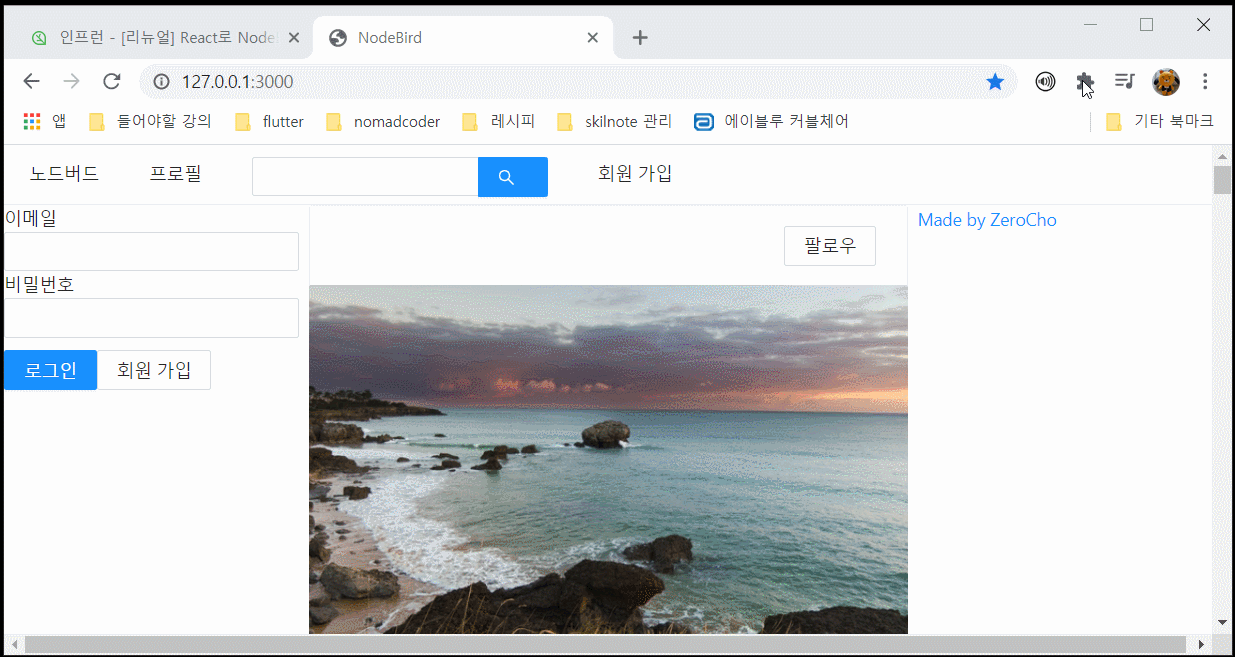 인프런 - [리뉴얼] React로 Node
NodeBird
127.0.0.1:3000
앱 들어야할 강의 flutter nomadcoder 레시피 skilnote 관리 에이블루 커블체어 기타 북마크
노드버드 프로필 회원 가입
이메일
비밀번호
로그인 회원 가입
팔로우
Made by ZeroCho